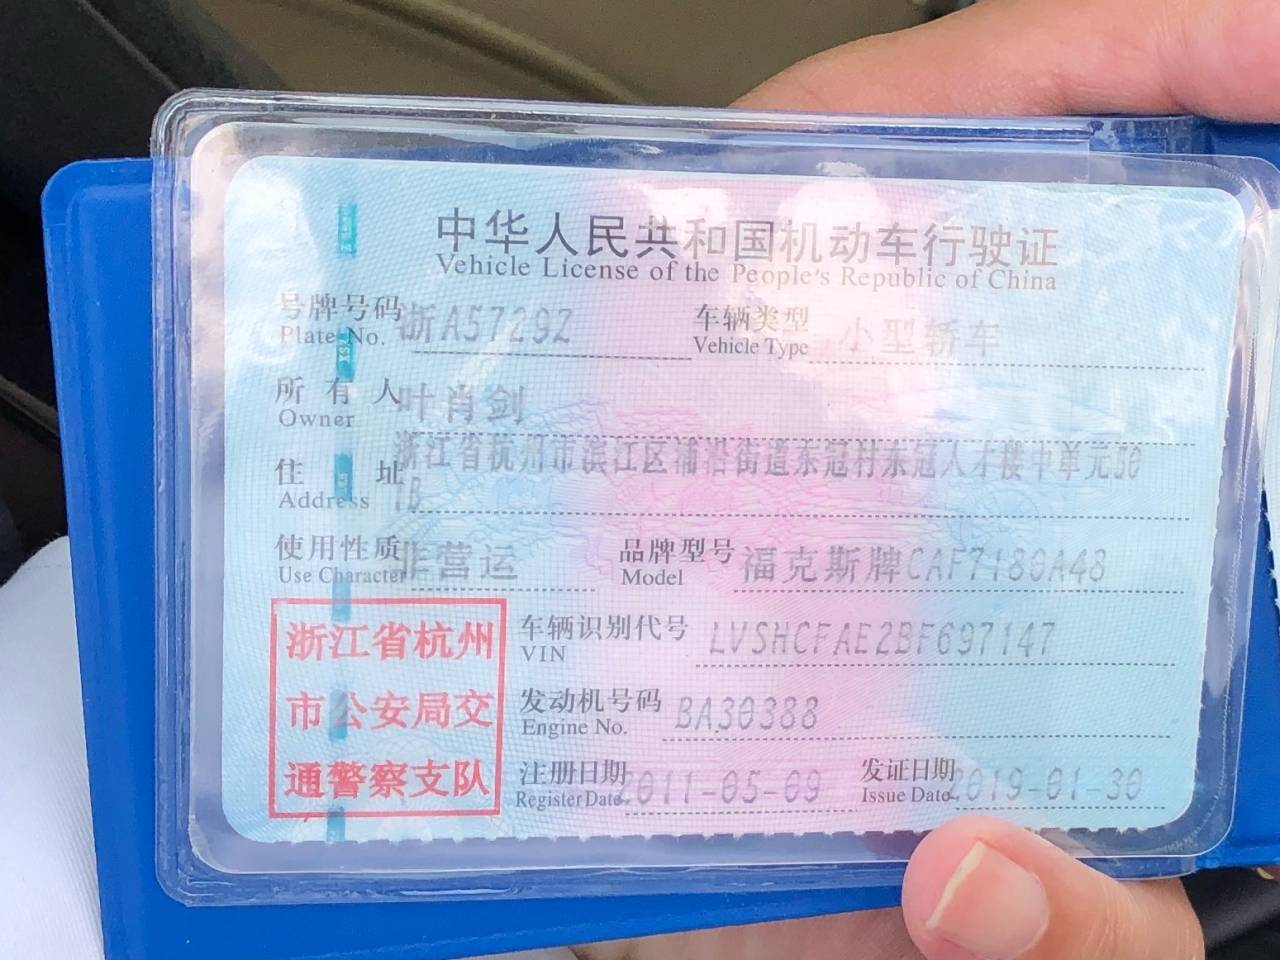 中华人民共和国机动车行驶证
Vehicle License of the People's Republic of China
号牌号码 浙A5729Z 车辆类型 小型轿车
Plate No. Vehicle Type
所有人 叶肖剑
Owner
住址 浙江省杭州市滨江区浦沿街道东冠村东冠人才楼中单元50
Address 1B
使用性质 非营运 品牌型号 福克斯牌CAF7180A48
Use Character Model
浙江省杭州
市公安局交
通警察支队
车辆识别代号 LVSHCFAE2BF697147
VIN
发动机号码 BA30388
Engine No.
注册日期 2011-05-09 发证日期 2019-01-30
Register Date Issue Date